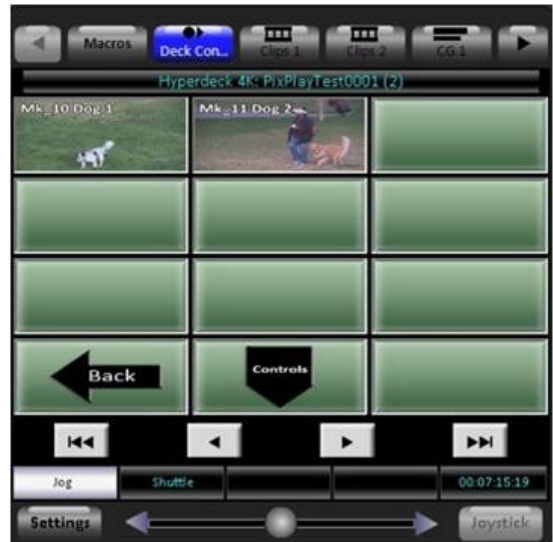 Macros Deck Con... Clips 1 Clips 2 CG 1
Hyperdeck 4K: PixPlayTest0001 (2)
Mk_10 Dog 1 Mk_11 Dog 2
Back Controls
Jog Shuttle 00:07:15:19
Settings Joystick